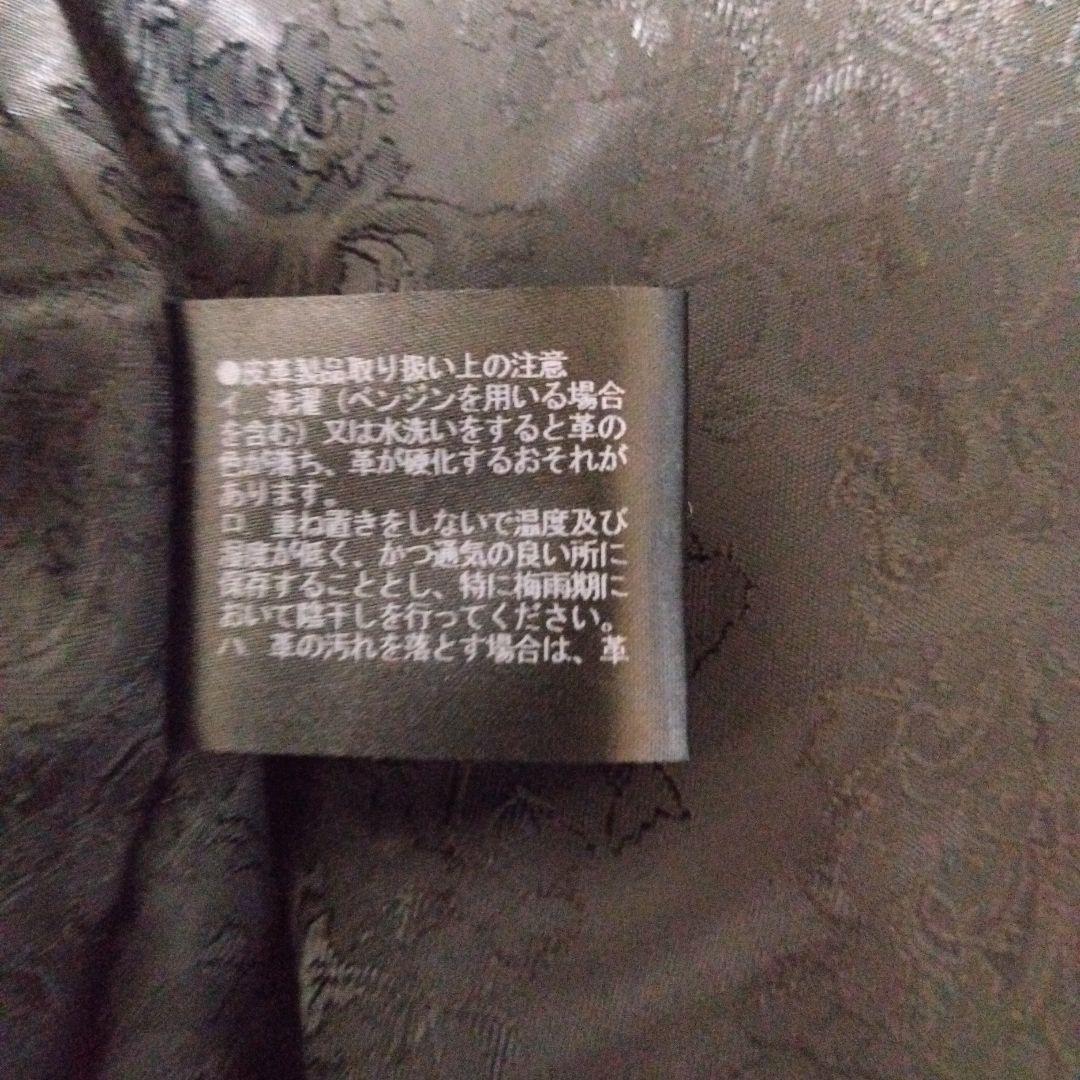 ●皮革製品取り扱い上の注意
イ 洗濯（ベンジンを用いる場合
を含む）又は水洗いをすると革の
色が落ち、革が硬化するおそれが
あります。
ロ 重ね置きをしないで温度及び
湿度が低く、かつ通気の良い所に
保存することとし、特に梅雨期に
おいて陰干しを行ってください。
ハ 革の汚れを落とす場合は、革